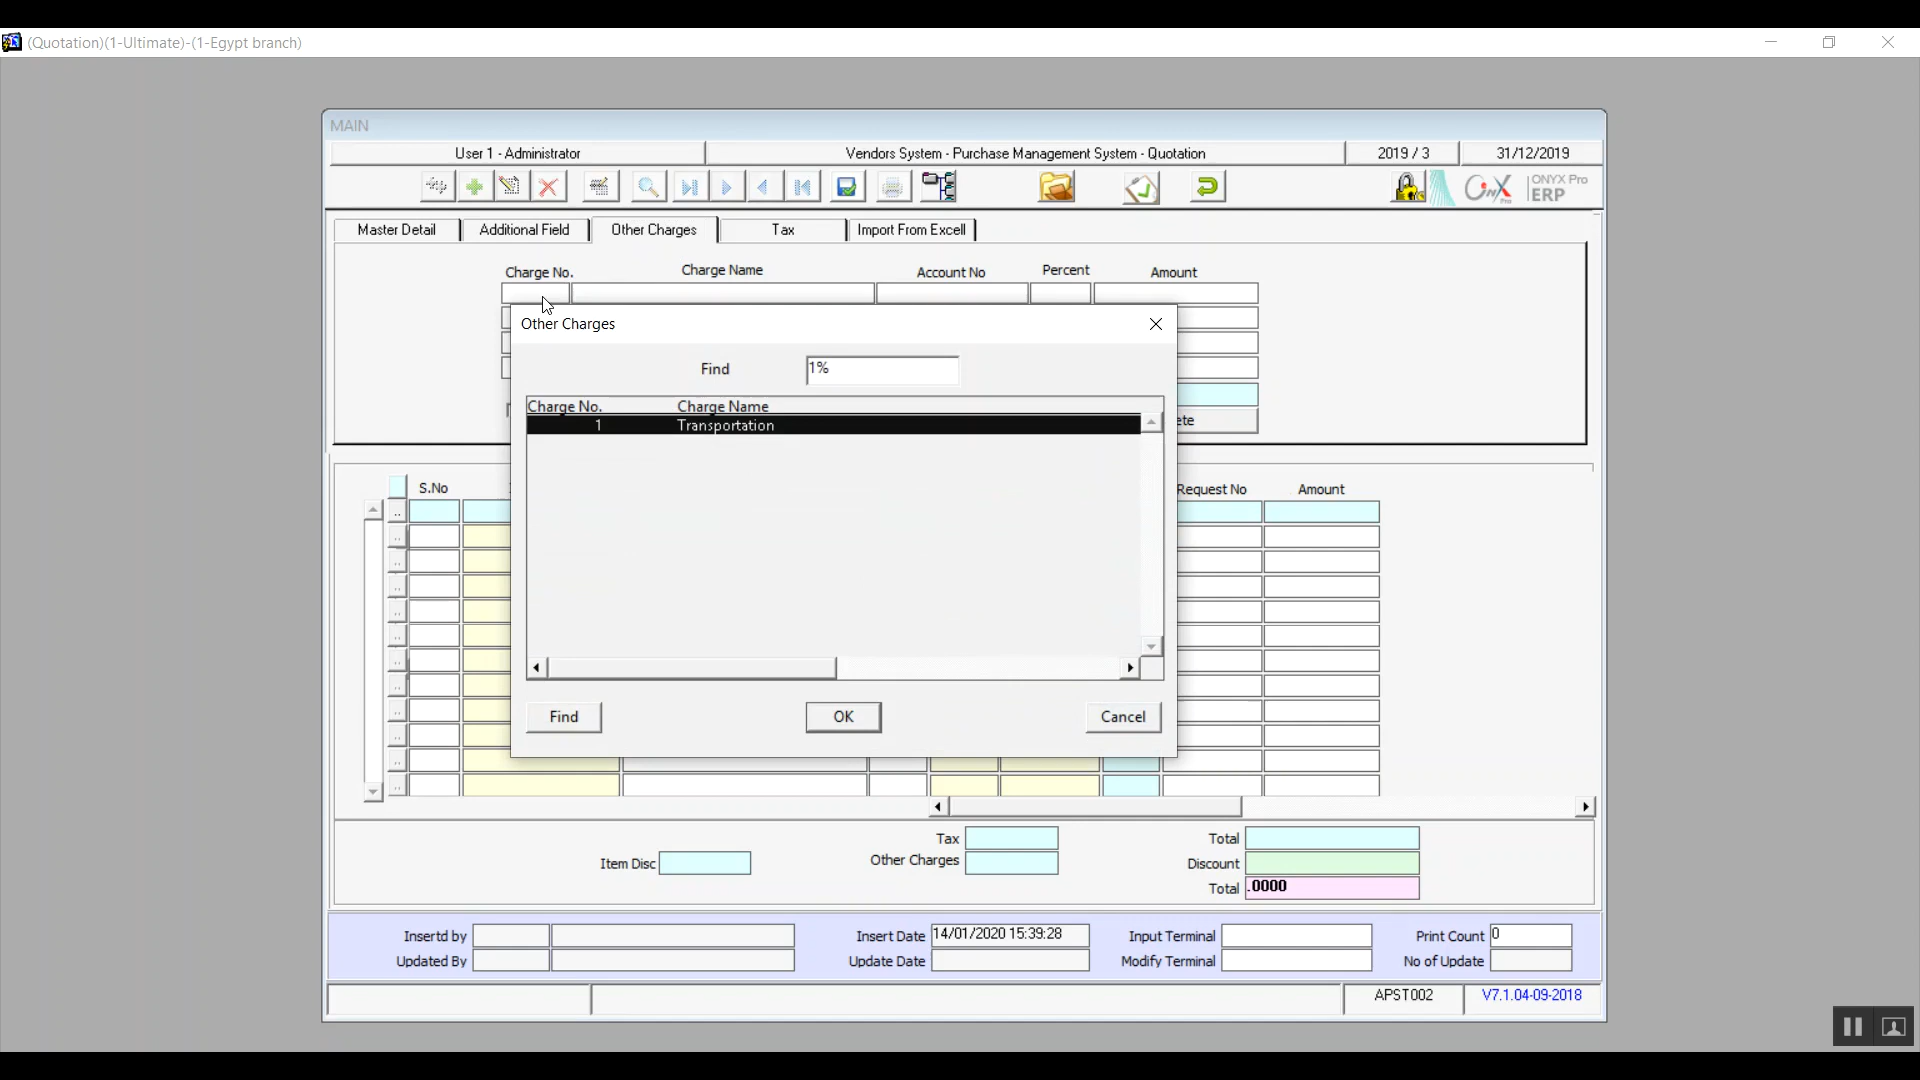 (Quotation)(1-Ultimate)-(1-Egypt branch)
MAIN
User 1 - Administrator
Vendors System - Purchase Management System - Quotation
2019 / 3
31/12/2019
ONYX Pro
ERP
Master Detail
Additional Field
Other Charges
Tax
Import From Excell
Charge No.
Charge Name
Account No
Percent
Amount
Other Charges
Find
1%
Charge No.
Charge Name
1
Transportation
ete
Find
OK
Cancel
S.No
Request No
Amount
Tax
Other Charges
Item Disc
Total
Discount
Total
.0000
Insertd by
Insert Date
14/01/2020 15:39:28
Input Terminal
Print Count
0
Updated By
Update Date
Modify Terminal
No of Update
APST002
V7.1.04-09-2018